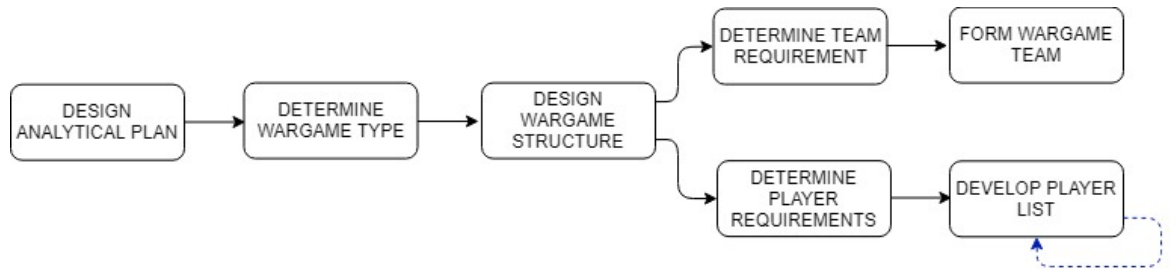 DESIGN
ANALYTICAL PLAN
DETERMINE
WARGAME TYPE
DESIGN
WARGAME
STRUCTURE
DETERMINE TEAM
REQUIREMENT
FORM WARGAME
TEAM
DETERMINE
PLAYER
REQUIREMENTS
DEVELOP PLAYER
LIST